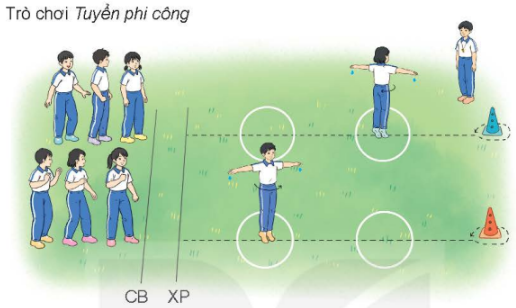 Trò chơi Tuyển phi công
CB XP